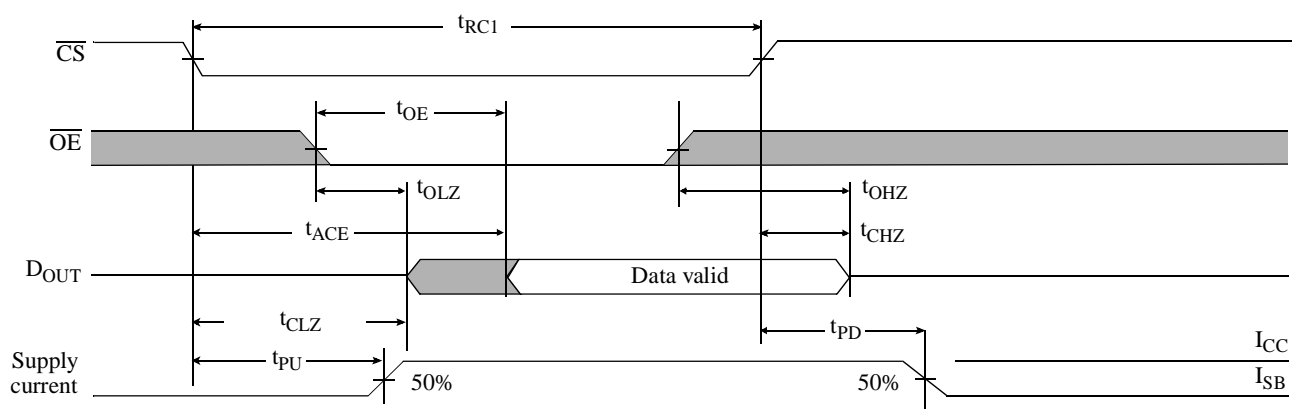 tRC1
CS
tOE
OE
tOLZ
tOHZ
tACE
tCHZ
DOUT
Data valid
tCLZ
tPD
tPU
ICC
Supply
current
50%
50%
ISB